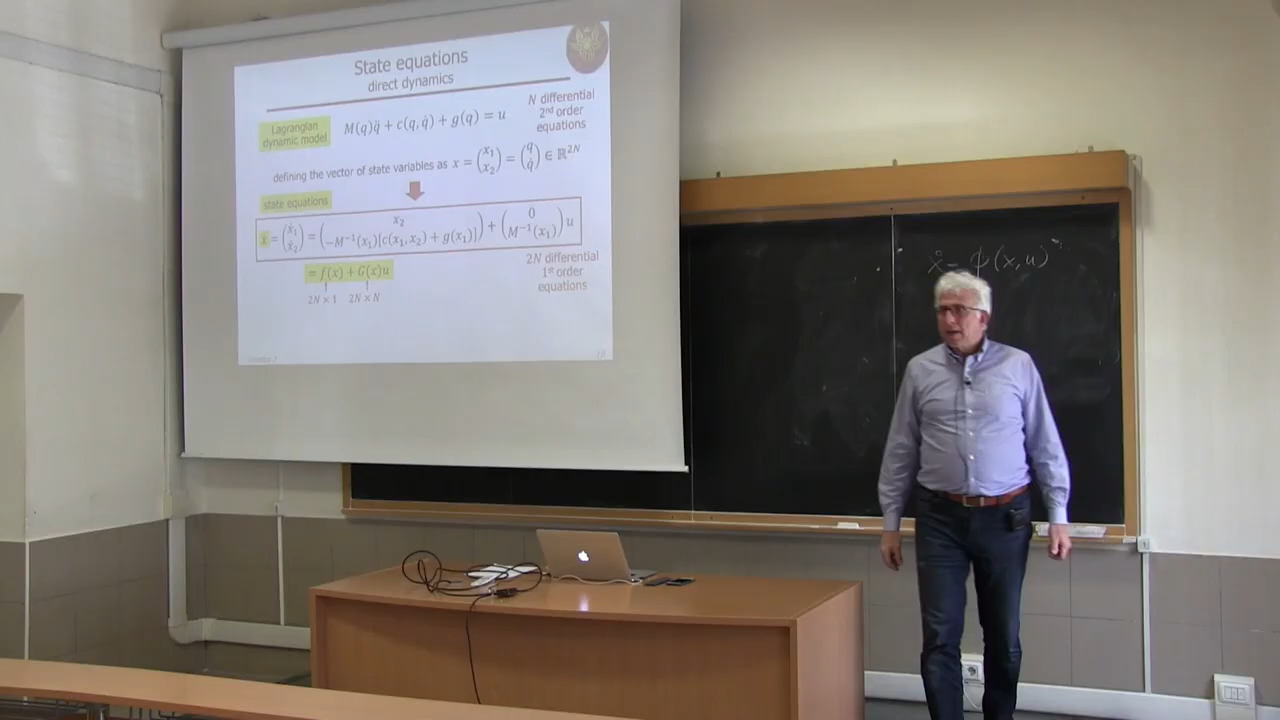 State equations
direct dynamics
Lagrangian
dynamic model
M(q)q̈ + c(q, q̇) + g(q) = u
N differential
2nd order
equations
defining the vector of state variables as x = (x₁ x₂) = (q q̇) ∈ ℝ²ᴺ
state equations
ẋ = (ẋ₁ ẋ₂) = (x₂ −M⁻¹(x₁)[c(x₁, x₂) + g(x₁)]) + (0 M⁻¹(x₁)) u
= f(x) + G(x)u
2N × 1 2N × N
2N differential
1st order
equations
ẋ = φ(x, u)